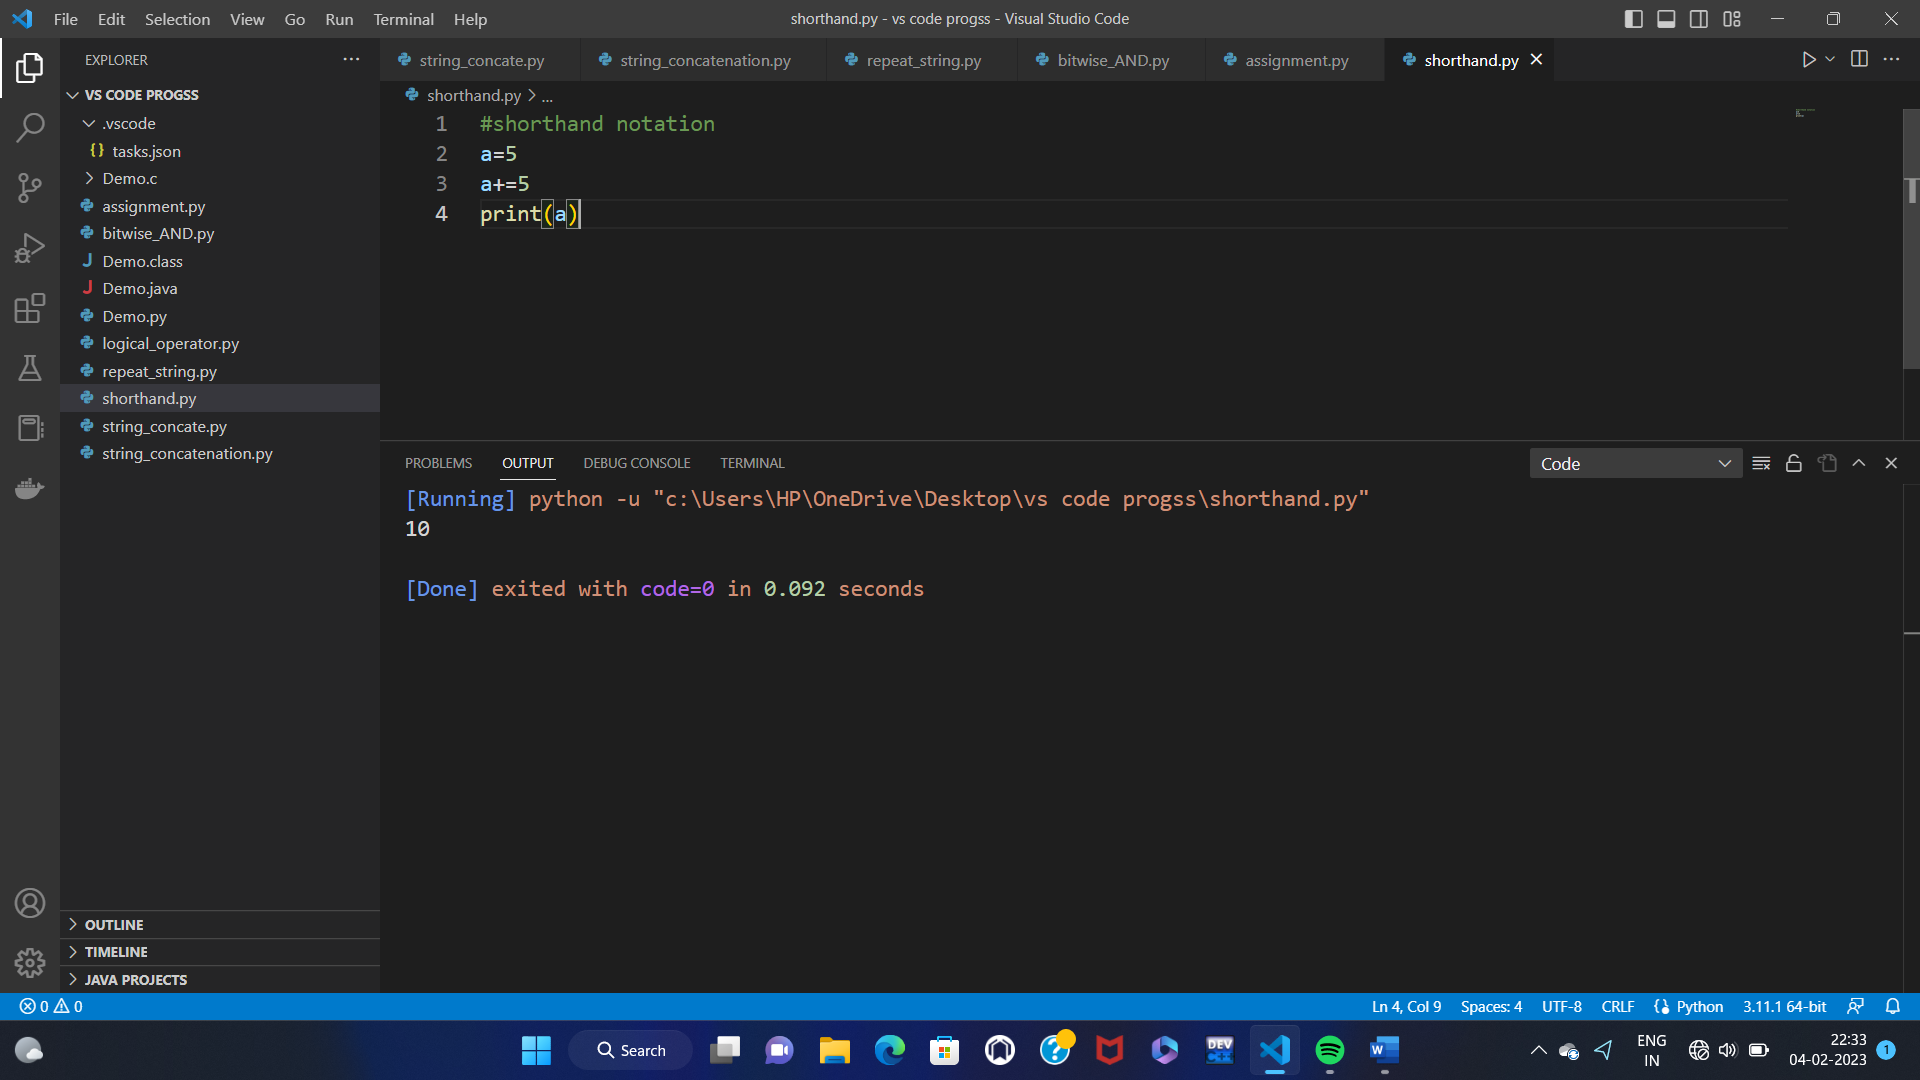 File Edit Selection View Go Run Terminal Help
shorthand.py - vs code progss - Visual Studio Code
EXPLORER
VS CODE PROGSS
.vscode
tasks.json
Demo.c
assignment.py
bitwise_AND.py
Demo.class
Demo.java
Demo.py
logical_operator.py
repeat_string.py
shorthand.py
string_concate.py
string_concatenation.py
OUTLINE
TIMELINE
JAVA PROJECTS
string_concate.py string_concatenation.py repeat_string.py bitwise_AND.py assignment.py shorthand.py
shorthand.py > ...
1 #shorthand notation
2 a=5
3 a+=5
4 print(a)
PROBLEMS OUTPUT DEBUG CONSOLE TERMINAL
Code
[Running] python -u "c:\Users\HP\OneDrive\Desktop\vs code progss\shorthand.py"
10
[Done] exited with code=0 in 0.092 seconds
0 0
Ln 4, Col 9 Spaces: 4 UTF-8 CRLF Python 3.11.1 64-bit
Search
DEV C++
W
ENG
IN
22:33
04-02-2023
1